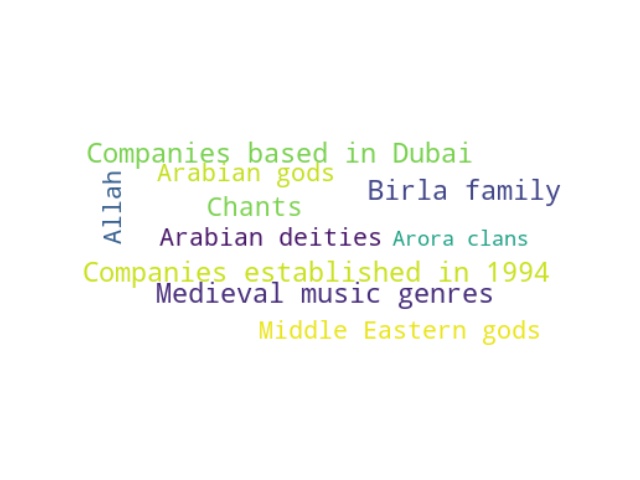 Companies based in Dubai
Arabian gods
Allah
Birla family
Chants
Arabian deities
Arora clans
Companies established in 1994
Medieval music genres
Middle Eastern gods